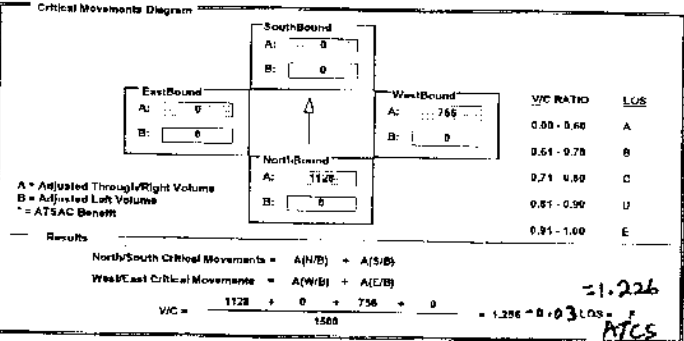 Critical Movements Diagram
SouthBound
A: 0
B: 0
EastBound
A: 0
B: 0
WestBound
A: 756
B: 0
NorthBound
A: 1128
B: 0
V/C RATIO LOS
0.00 - 0.60 A
0.61 - 0.70 B
0.71 - 0.80 C
0.81 - 0.90 D
0.91 - 1.00 E
A = Adjusted Through/Right Volume
B = Adjusted Left Volume
* = ATSAC Benefit
Results
North/South Critical Movements = A(N/B) + A(S/B)
West/East Critical Movements = A(W/B) + A(E/B)
V/C = 1128 + 0 + 756 + 0
1500
= 1.256 - 0.03 LOS = F
=1.226
ATCS